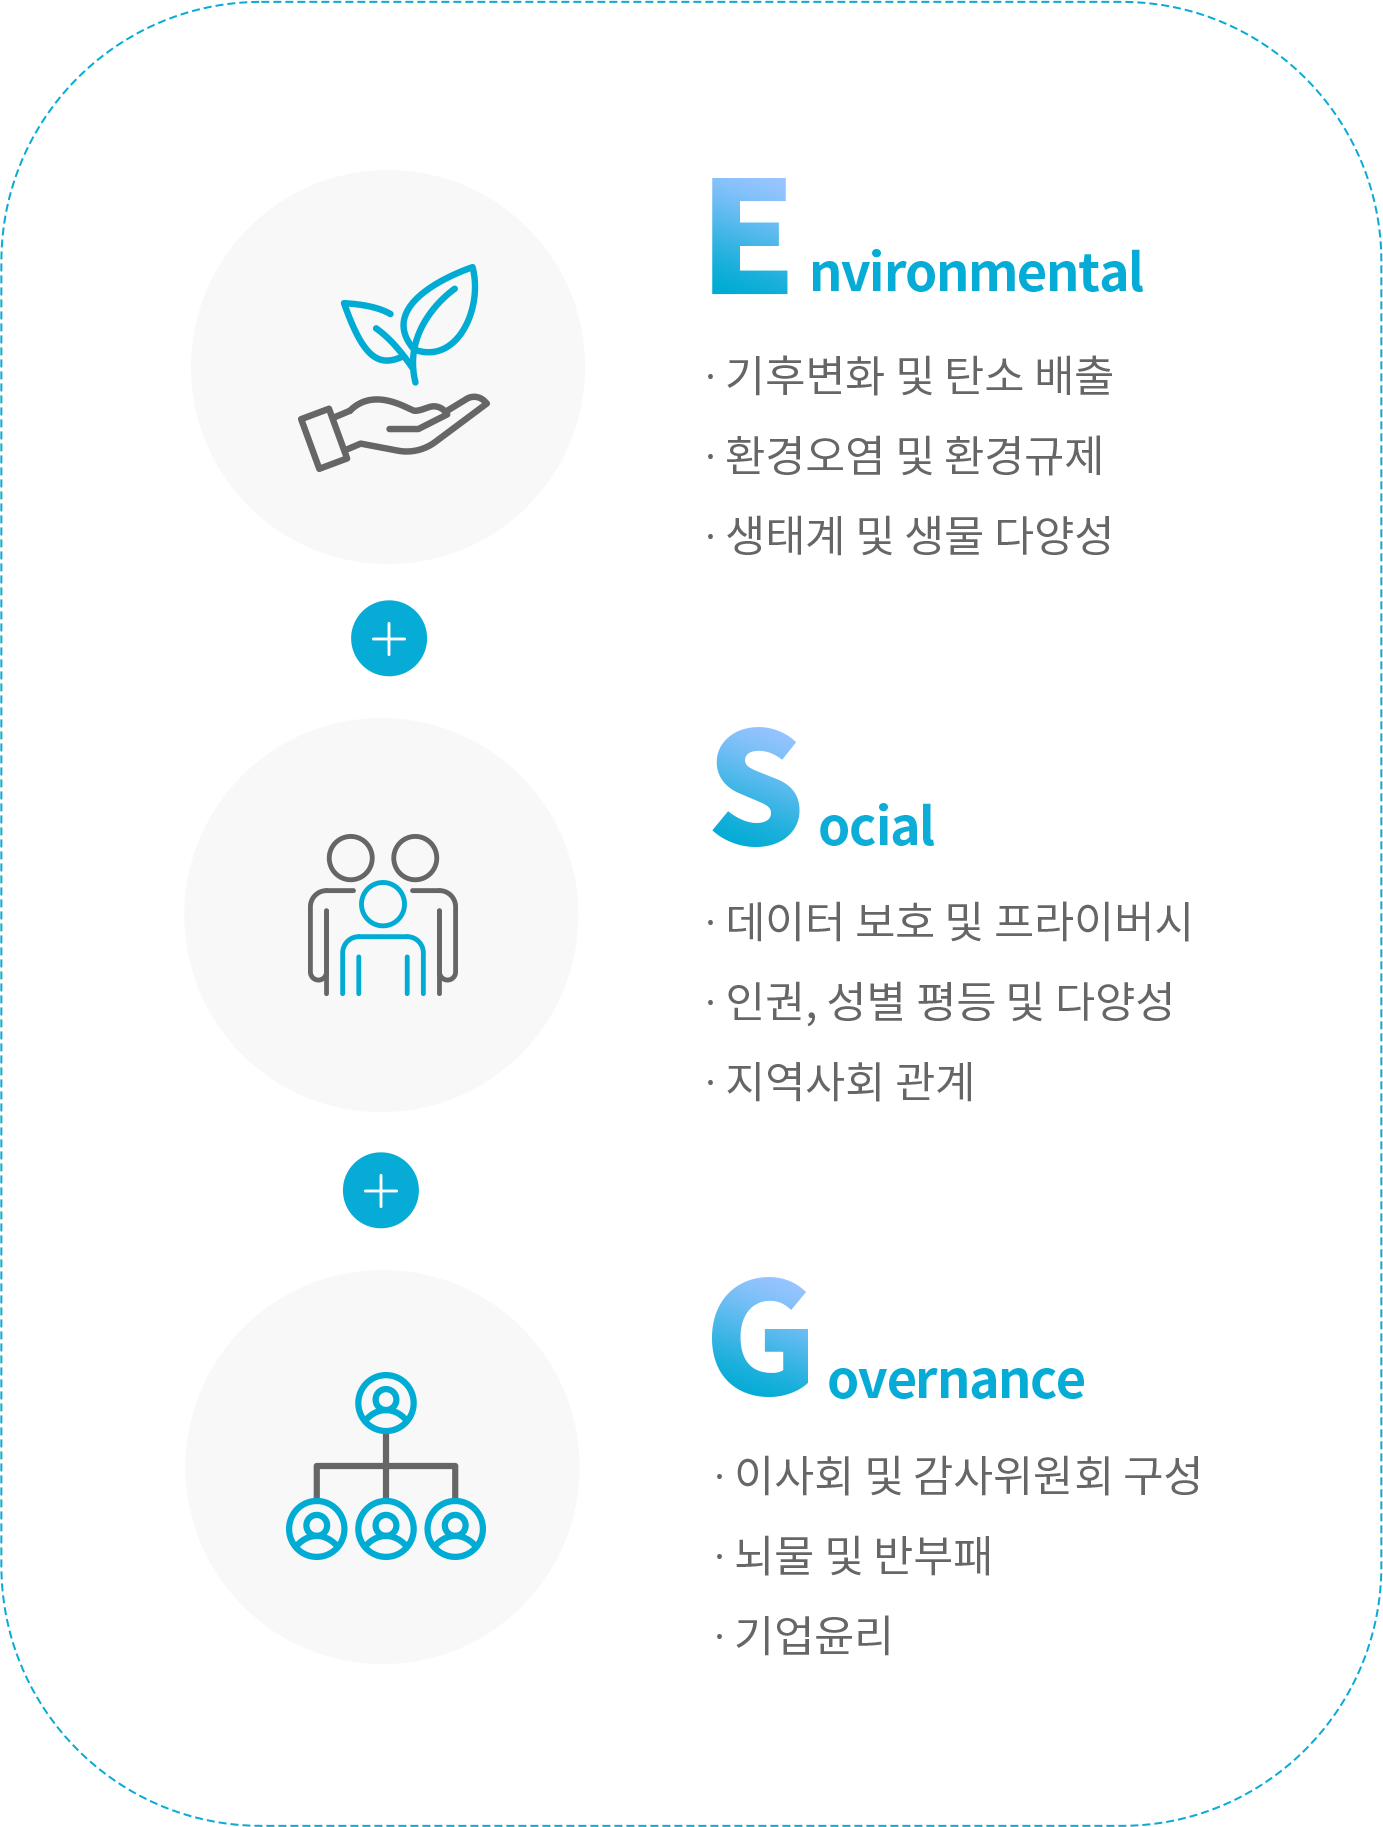 Environmental
· 기후변화 및 탄소 배출
· 환경오염 및 환경규제
· 생태계 및 생물 다양성
Social
· 데이터 보호 및 프라이버시
· 인권, 성별 평등 및 다양성
· 지역사회 관계
Governance
· 이사회 및 감사위원회 구성
· 뇌물 및 반부패
· 기업윤리